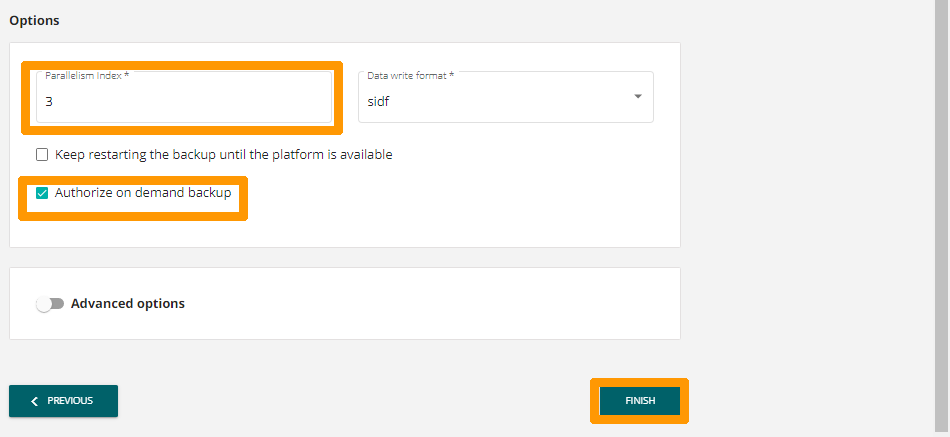 Options
Parallelism Index *
Data write format *
3
sidf
Keep restarting the backup until the platform is available
Authorize on demand backup
Advanced options
PREVIOUS
FINISH